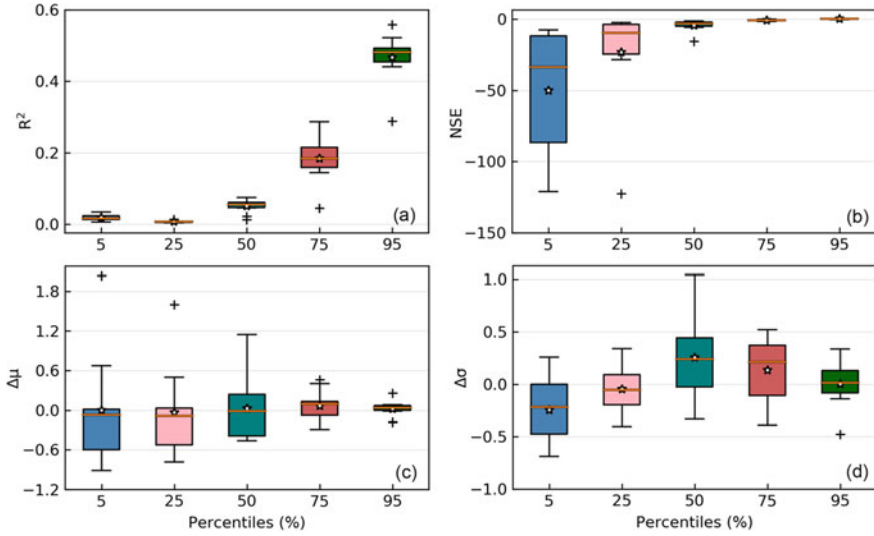 0.6
0.4
0.2
0.0
R²
(a)
5 25 50 75 95
0
−50
−100
−150
NSE
(b)
5 25 50 75 95
1.8
1.2
0.6
0.0
−0.6
−1.2
Δμ
(c)
5 25 50 75 95
Percentiles (%)
1.0
0.5
0.0
−0.5
−1.0
Δσ
(d)
5 25 50 75 95
Percentiles (%)